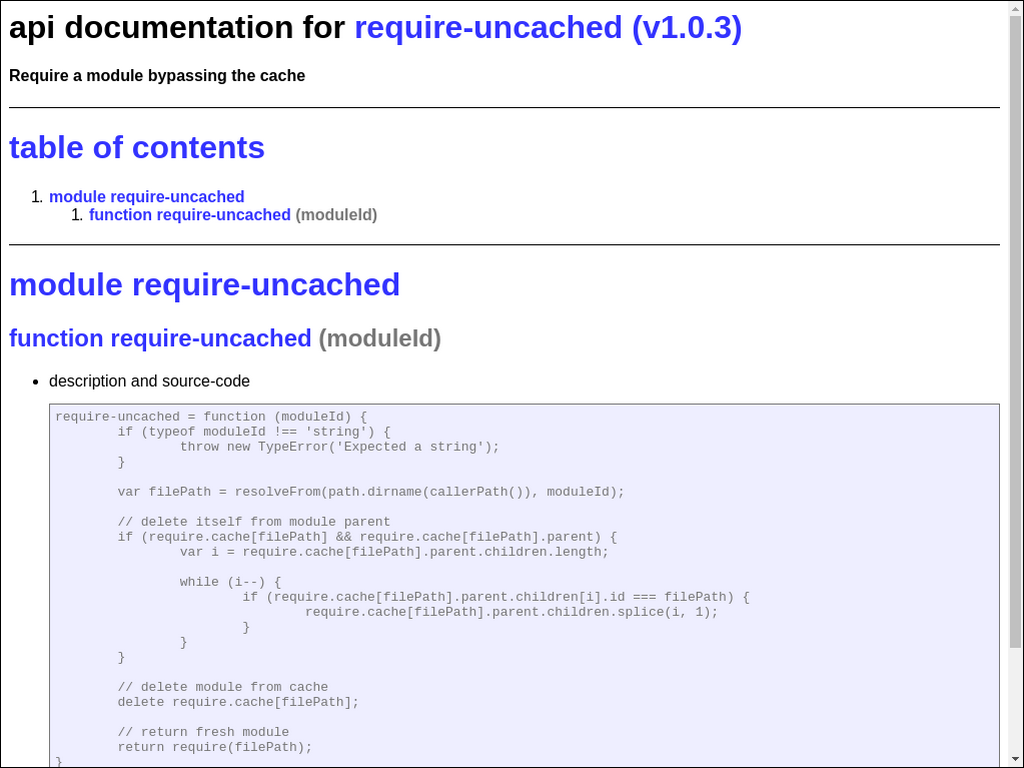 api documentation for require-uncached (v1.0.3)
Require a module bypassing the cache
table of contents
1. module require-uncached
1. function require-uncached (moduleId)
module require-uncached
function require-uncached (moduleId)
• description and source-code
require-uncached = function (moduleId) {
        if (typeof moduleId !== 'string') {
                throw new TypeError('Expected a string');
        }
        var filePath = resolveFrom(path.dirname(callerPath()), moduleId);
        // delete itself from module parent
        if (require.cache[filePath] && require.cache[filePath].parent) {
                var i = require.cache[filePath].parent.children.length;
                while (i--) {
                        if (require.cache[filePath].parent.children[i].id === filePath) {
                                require.cache[filePath].parent.children.splice(i, 1);
                        }
                }
        }
        // delete module from cache
        delete require.cache[filePath];
        // return fresh module
        return require(filePath);
}